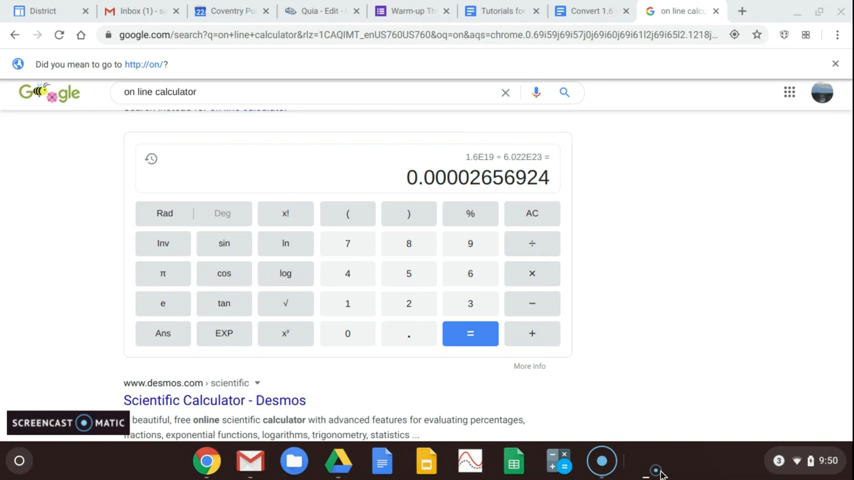 District
Inbox (1) - s
Coventry Pu
Quia - Edit -
Warm-up Th
Tutorials for
Convert 1.6
on line calcu
google.com/search?q=on+line+calculator&rlz=1CAQIMT_enUS760US760&oq=on&aqs=chrome.0.69i59j69i57j0j69i60j69i61l2j69i65l2.1218j...
Did you mean to go to http://on/?
Google
on line calculator
1.6E19 ÷ 6.022E23 =
0.00002656924
Rad Deg x! ( ) % AC
Inv sin ln 7 8 9 ÷
π cos log 4 5 6 ×
e tan √ 1 2 3 −
Ans EXP xʸ 0 . = +
More info
www.desmos.com › scientific
Scientific Calculator - Desmos
beautiful, free online scientific calculator with advanced features for evaluating percentages,
fractions, exponential functions, logarithms, trigonometry, statistics ...
SCREENCAST MATIC
3 9:50